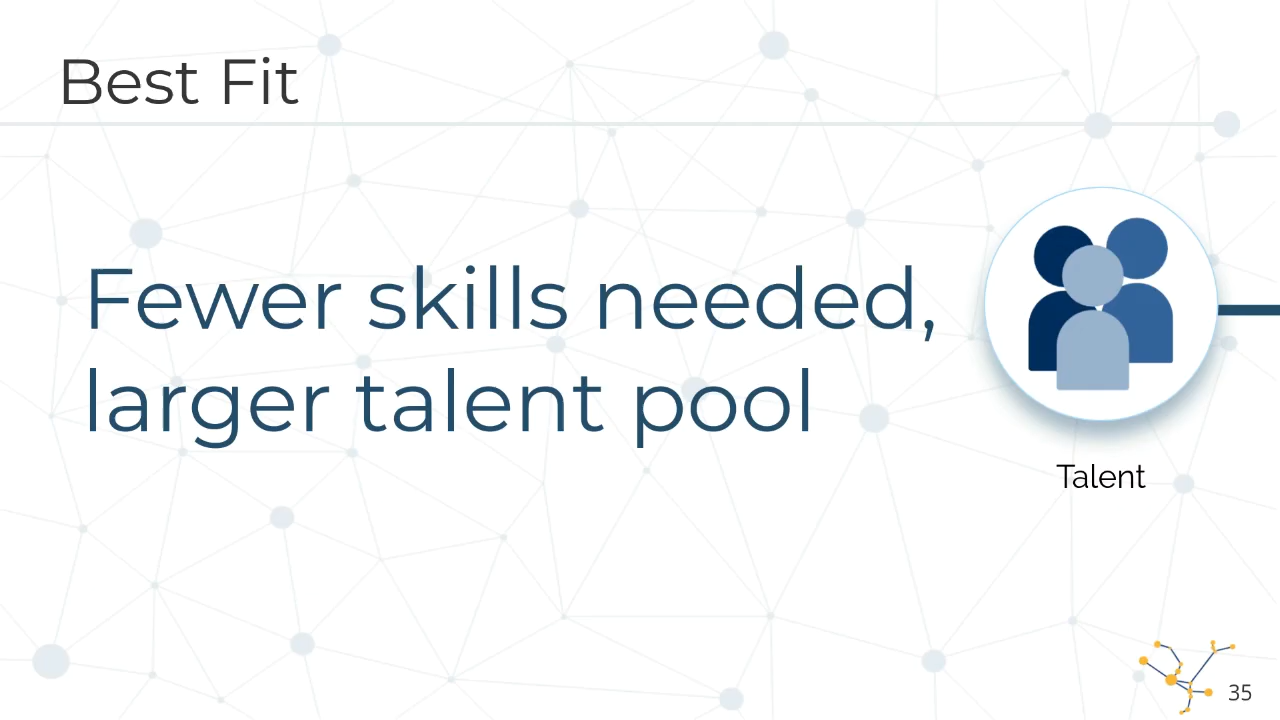 Best Fit
Fewer skills needed,
larger talent pool
Talent
35